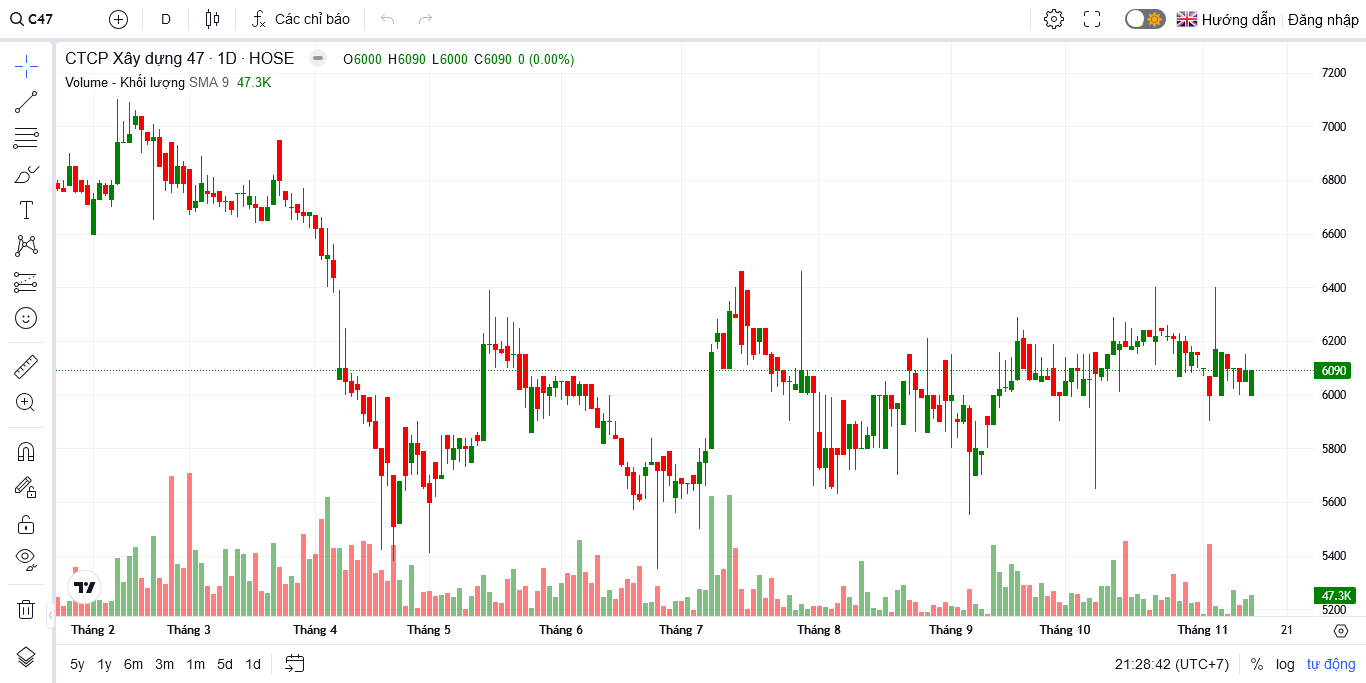 C47 D Các chỉ báo Hướng dẫn Đăng nhập
CTCP Xây dựng 47 · 1D · HOSE O6000 H6090 L6000 C6090 0 (0.00%)
Volume - Khối lượng SMA 9 47.3K
7200
7000
6800
6600
6400
6200
6090
6000
5800
5600
5400
47.3K
5200
Tháng 2 Tháng 3 Tháng 4 Tháng 5 Tháng 6 Tháng 7 Tháng 8 Tháng 9 Tháng 10 Tháng 11 21
5y 1y 6m 3m 1m 5d 1d 21:28:42 (UTC+7) % log tự động